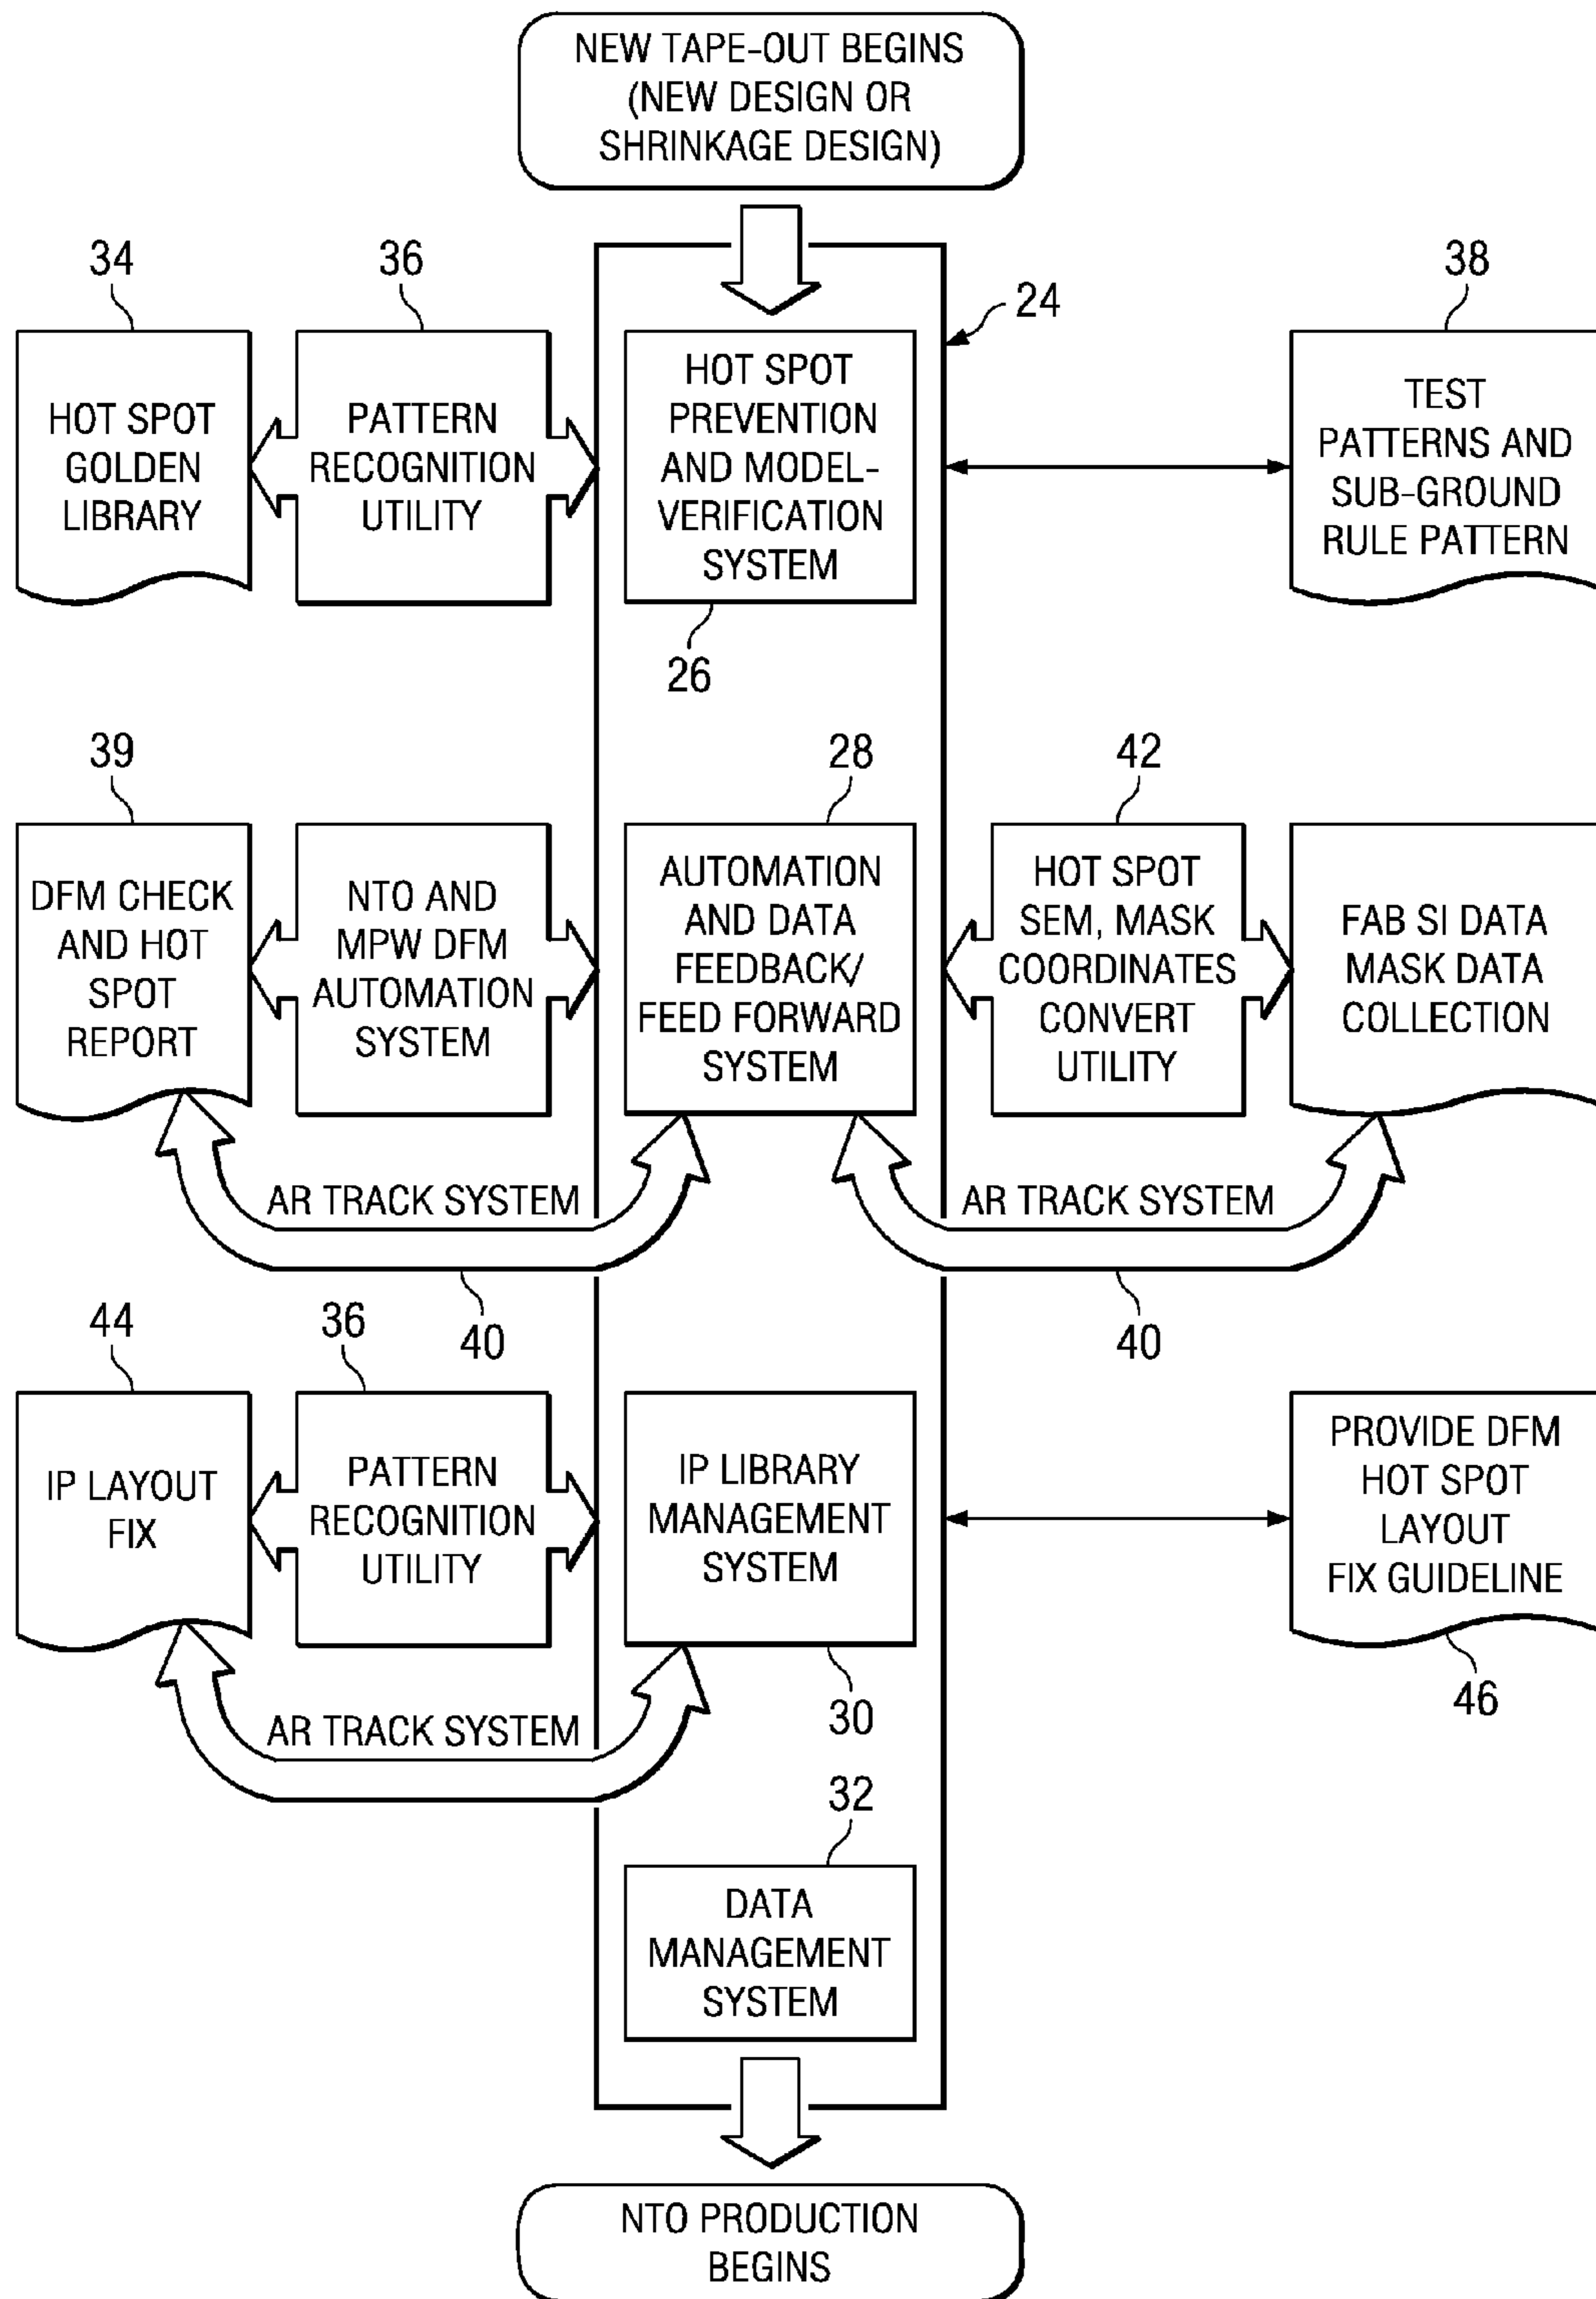 NEW TAPE-OUT BEGINS
(NEW DESIGN OR
SHRINKAGE DESIGN)
34
36
24
38
HOT SPOT
GOLDEN
LIBRARY
PATTERN
RECOGNITION
UTILITY
HOT SPOT
PREVENTION
AND MODEL-
VERIFICATION
SYSTEM
TEST
PATTERNS AND
SUB-GROUND
RULE PATTERN
26
39
28
42
DFM CHECK
AND HOT
SPOT
REPORT
NTO AND
MPW DFM
AUTOMATION
SYSTEM
AUTOMATION
AND DATA
FEEDBACK/
FEED FORWARD
SYSTEM
HOT SPOT
SEM, MASK
COORDINATES
CONVERT
UTILITY
FAB SI DATA
MASK DATA
COLLECTION
AR TRACK SYSTEM
AR TRACK SYSTEM
40
40
44
36
IP LAYOUT
FIX
PATTERN
RECOGNITION
UTILITY
IP LIBRARY
MANAGEMENT
SYSTEM
PROVIDE DFM
HOT SPOT
LAYOUT
FIX GUIDELINE
30
46
AR TRACK SYSTEM
32
DATA
MANAGEMENT
SYSTEM
NTO PRODUCTION
BEGINS